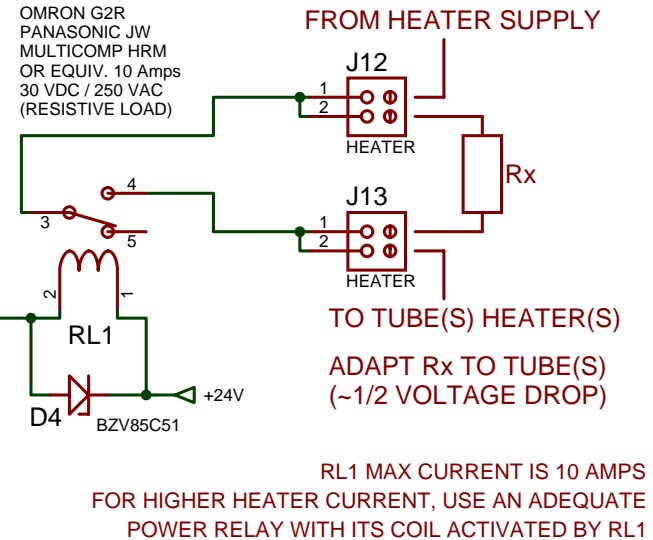 OMRON G2R
PANASONIC JW
MULTICOMP HRM
OR EQUIV. 10 Amps
30 VDC / 250 VAC
(RESISTIVE LOAD)
FROM HEATER SUPPLY
J12
1
2
HEATER
Rx
4
3
5
J13
1
2
HEATER
2
1
RL1
TO TUBE(S) HEATER(S)
ADAPT Rx TO TUBE(S)
(~1/2 VOLTAGE DROP)
+24V
D4
BZV85C51
RL1 MAX CURRENT IS 10 AMPS
FOR HIGHER HEATER CURRENT, USE AN ADEQUATE
POWER RELAY WITH ITS COIL ACTIVATED BY RL1